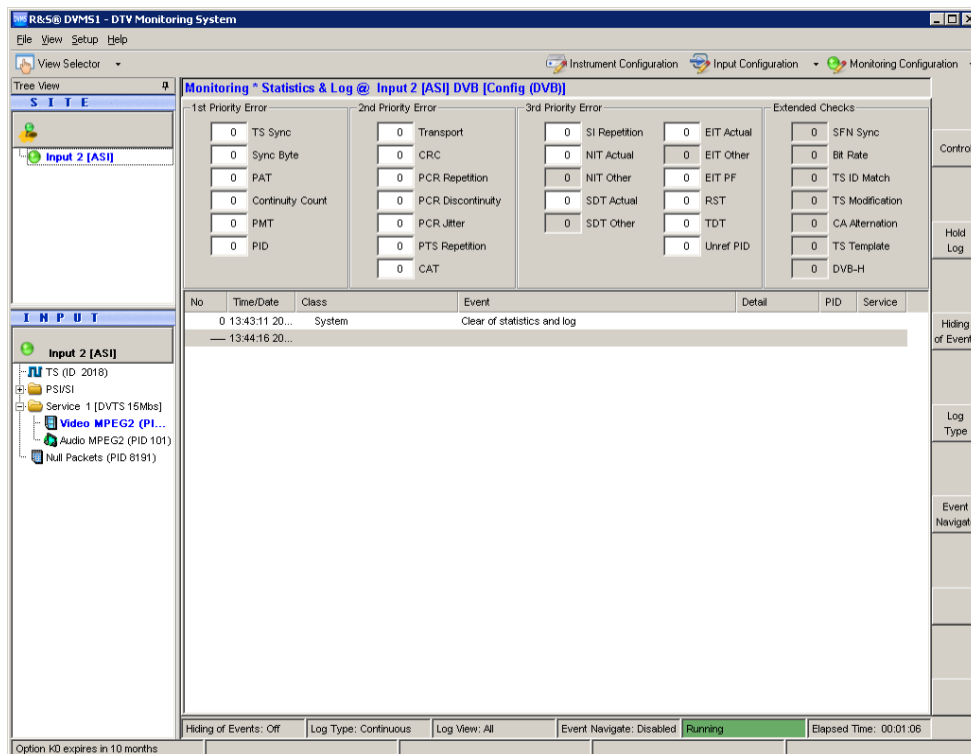 R&S® DVMS1 - DTV Monitoring System
File View Setup Help
View Selector
Instrument Configuration Input Configuration Monitoring Configuration
Tree View
SITE
Input 2 [ASI]
Monitoring * Statistics & Log @ Input 2 [ASI] DVB [Config (DVB)]
1st Priority Error
0 TS Sync
0 Sync Byte
0 PAT
0 Continuity Count
0 PMT
0 PID
2nd Priority Error
0 Transport
0 CRC
0 PCR Repetition
0 PCR Discontinuity
0 PCR Jitter
0 PTS Repetition
0 CAT
3rd Priority Error
0 SI Repetition
0 NIT Actual
0 NIT Other
0 SDT Actual
0 SDT Other
0 EIT Actual
0 EIT Other
0 EIT PF
0 RST
0 TDT
0 Unref PID
Extended Checks
0 SFN Sync
0 Bit Rate
0 TS ID Match
0 TS Modification
0 CA Alternation
0 TS Template
0 DVB-H
Control
Hold
Log
Hiding
of Event
Log
Type
Event
Navigat
No Time/Date Class Event Detail PID Service
0 13:43:11 20... System Clear of statistics and log
— 13:44:16 20...
INPUT
Input 2 [ASI]
TS (ID 2018)
PSI/SI
Service 1 [DVTS 15Mbs]
Video MPEG2 (PI...
Audio MPEG2 (PID 101)
Null Packets (PID 8191)
Hiding of Events: Off Log Type: Continuous Log View: All Event Navigate: Disabled Running Elapsed Time: 00:01:06
Option K0 expires in 10 months